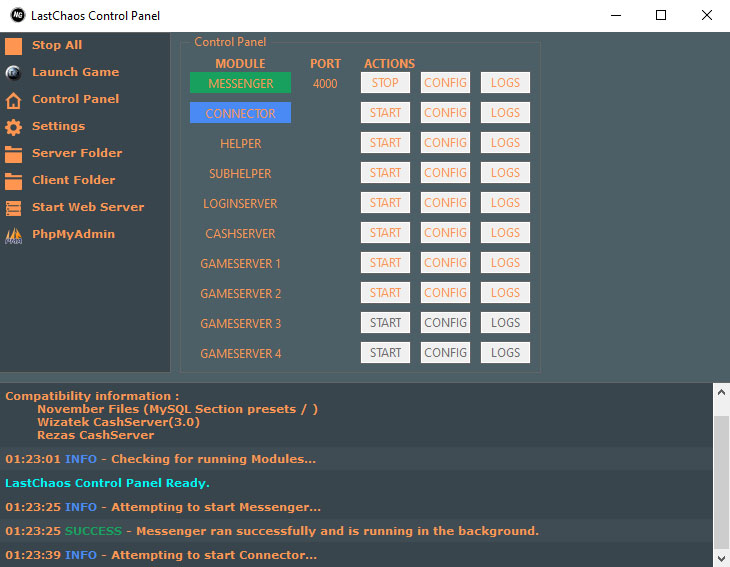 LastChaos Control Panel
Stop All
Launch Game
Control Panel
Settings
Server Folder
Client Folder
Start Web Server
PhpMyAdmin
Control Panel
MODULE PORT ACTIONS
MESSENGER 4000 STOP CONFIG LOGS
CONNECTOR START CONFIG LOGS
HELPER START CONFIG LOGS
SUBHELPER START CONFIG LOGS
LOGINSERVER START CONFIG LOGS
CASHSERVER START CONFIG LOGS
GAMESERVER 1 START CONFIG LOGS
GAMESERVER 2 START CONFIG LOGS
GAMESERVER 3 START CONFIG LOGS
GAMESERVER 4 START CONFIG LOGS
Compatibility information :
November Files (MySQL Section presets / )
Wizatek CashServer(3.0)
Rezas CashServer
01:23:01 INFO - Checking for running Modules...
LastChaos Control Panel Ready.
01:23:25 INFO - Attempting to start Messenger...
01:23:25 SUCCESS - Messenger ran successfully and is running in the background.
01:23:39 INFO - Attempting to start Connector...